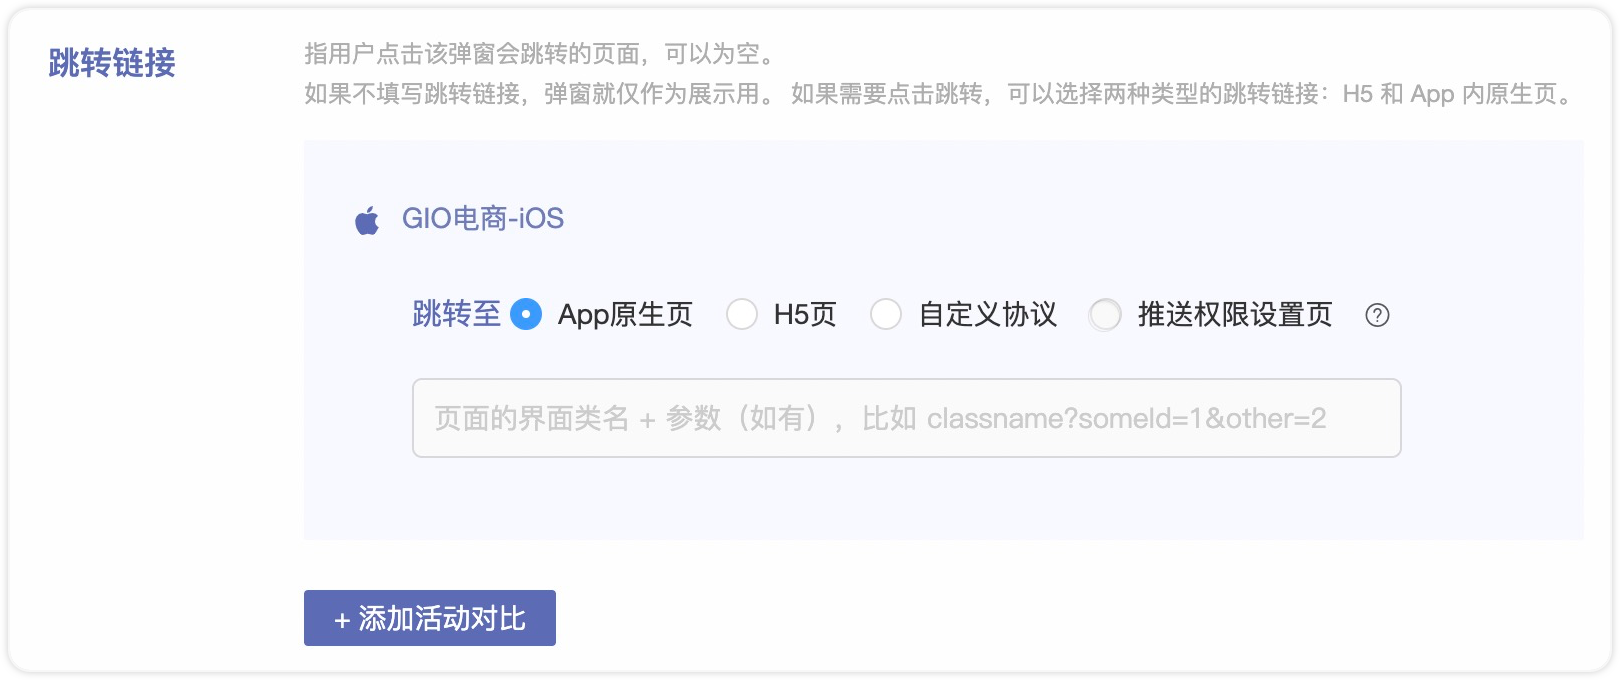 跳转链接
指用户点击该弹窗会跳转的页面，可以为空。
如果不填写跳转链接，弹窗就仅作为展示用。 如果需要点击跳转，可以选择两种类型的跳转链接：H5 和 App 内原生页。
GIO电商-iOS
跳转至 App原生页 H5页 自定义协议 推送权限设置页 ?
页面的界面类名 + 参数（如有），比如 classname?someId=1&other=2
+ 添加活动对比